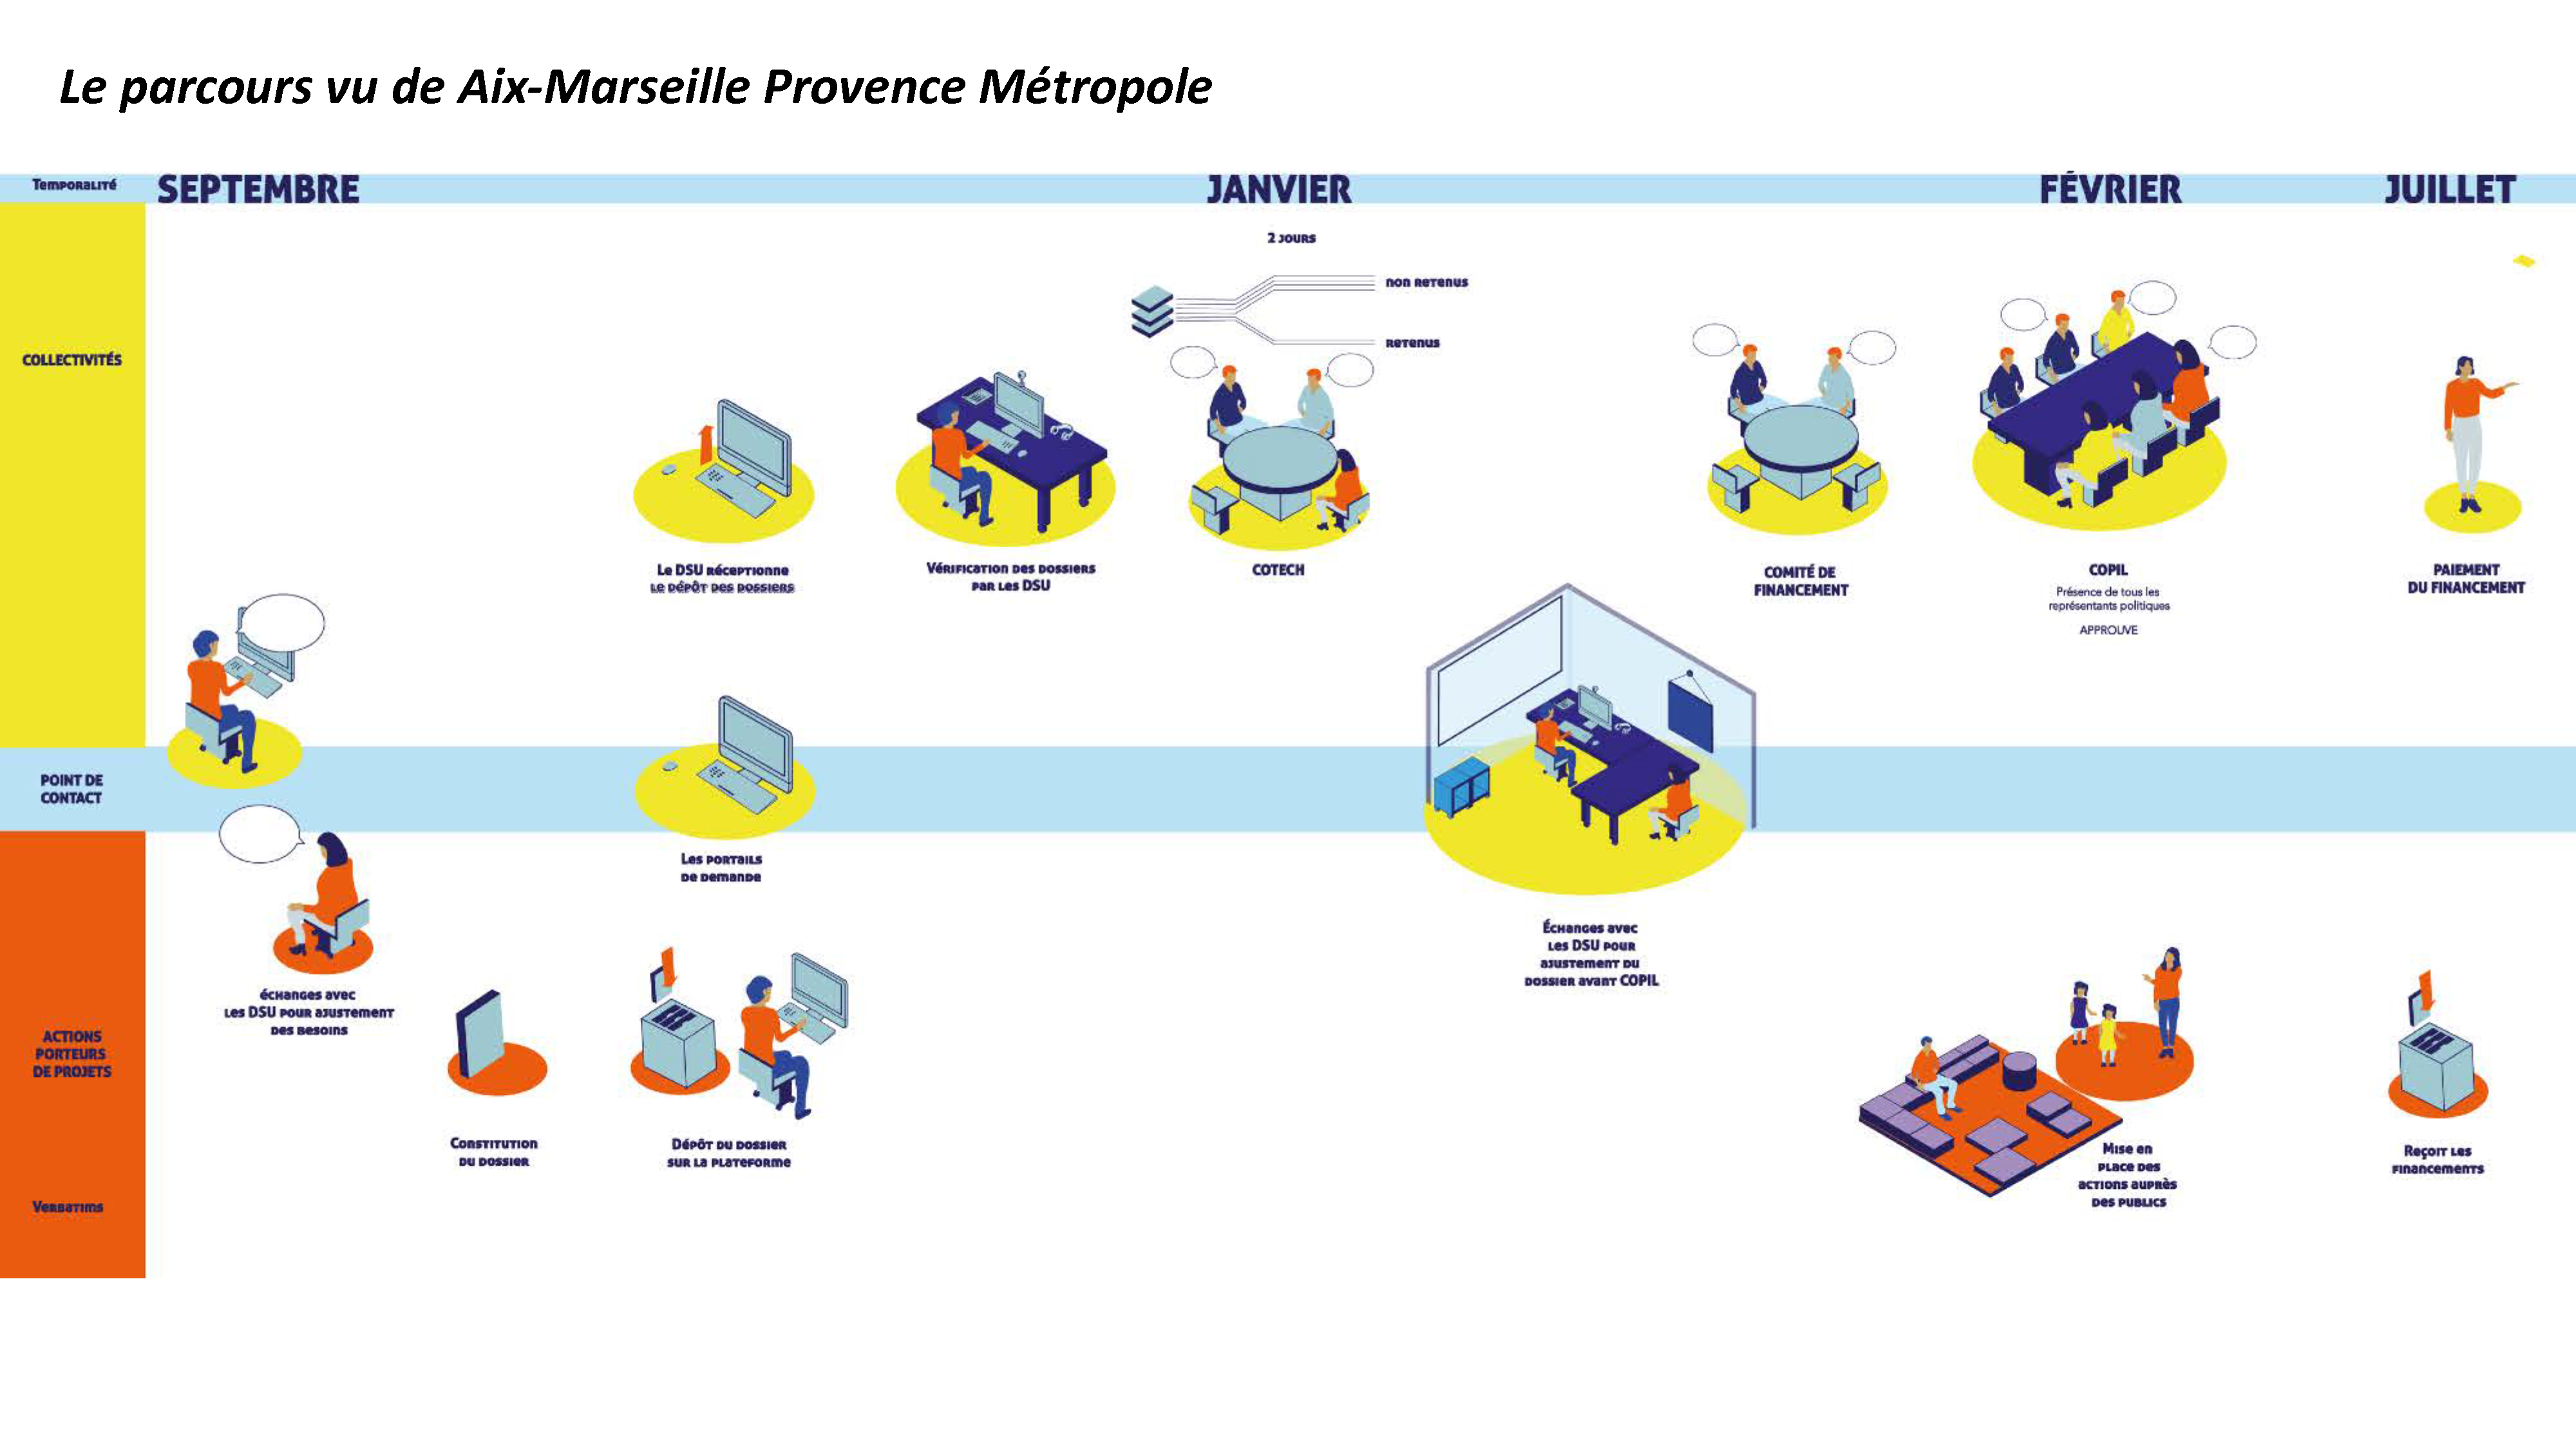 Le parcours vu de Aix-Marseille Provence Métropole
Temporalité
SEPTEMBRE
JANVIER
FÉVRIER
JUILLET
2 jours
non retenus
retenus
COLLECTIVITÉS
Le DSU réceptionne
le dépôt des dossiers
Vérification des dossiers
par les DSU
COTECH
COMITÉ DE
FINANCEMENT
COPIL
Présence de tous les
représentants politiques
APPROUVE
PAIEMENT
DU FINANCEMENT
POINT DE
CONTACT
Les portails
de demande
Échanges avec
les DSU pour
ajustement du
dossier avant COPIL
échanges avec
les DSU pour ajustement
des besoins
ACTIONS
PORTEURS
DE PROJETS
Constitution
du dossier
Dépôt du dossier
sur la plateforme
Mise en
place des
actions auprès
des publics
Reçoit les
financements
Verbatims